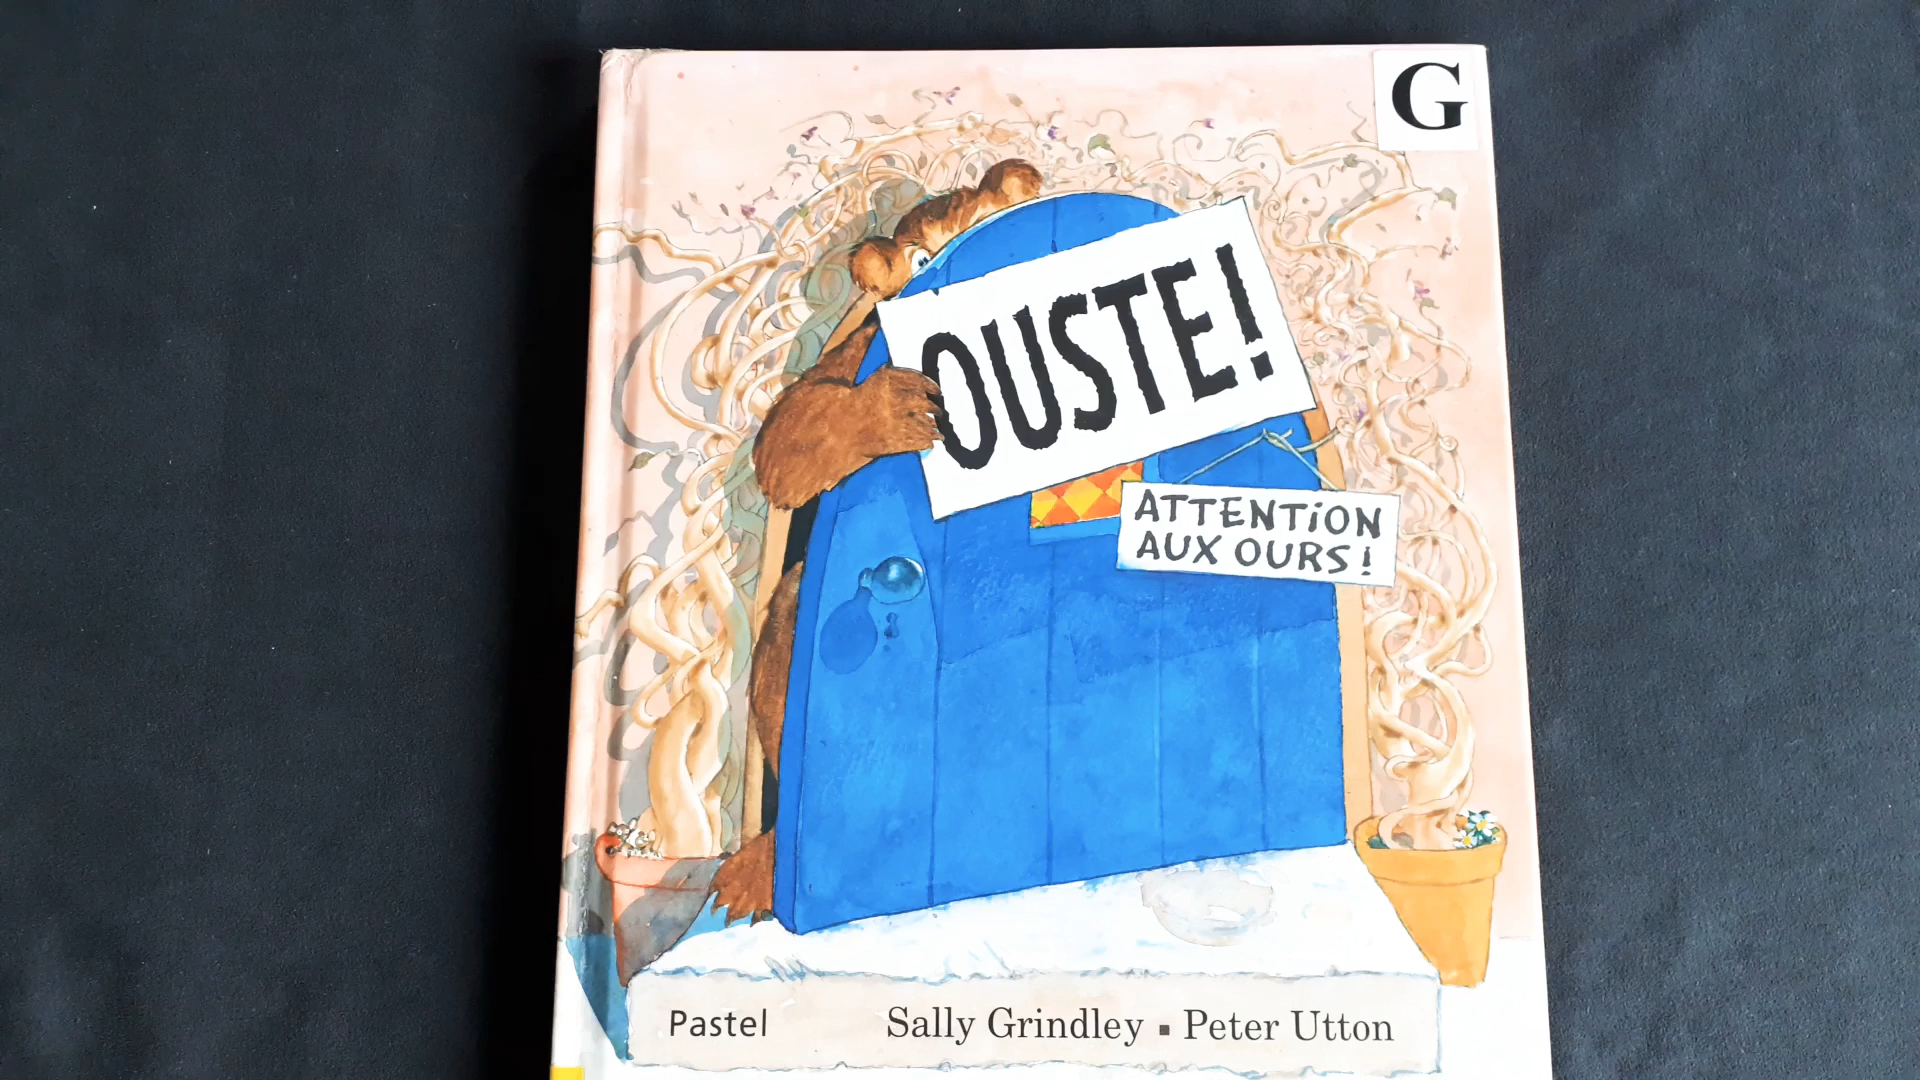 G
OUSTE!
ATTENTiON
AUX OURS!
Pastel
Sally Grindley ▪ Peter Utton